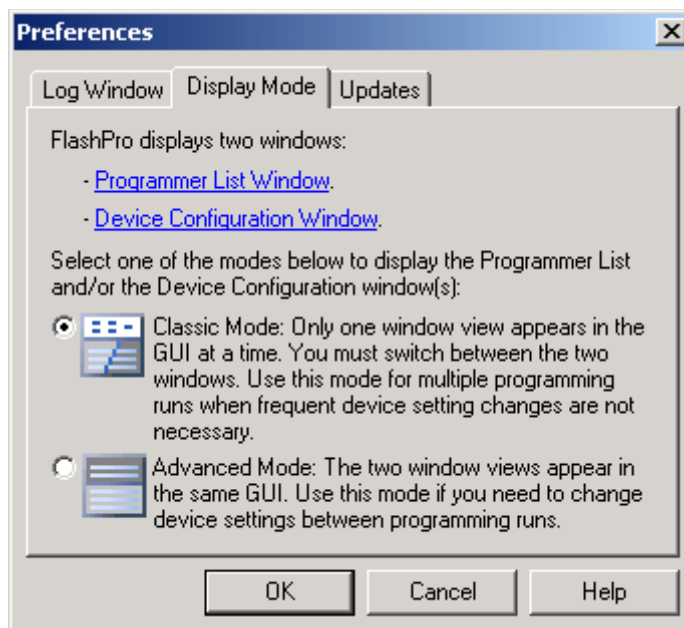 Preferences
Log Window Display Mode Updates
FlashPro displays two windows:
- Programmer List Window.
- Device Configuration Window.
Select one of the modes below to display the Programmer List
and/or the Device Configuration window(s):
Classic Mode: Only one window view appears in the
GUI at a time. You must switch between the two
windows. Use this mode for multiple programming
runs when frequent device setting changes are not
necessary.
Advanced Mode: The two window views appear in
the same GUI. Use this mode if you need to change
device settings between programming runs.
OK Cancel Help